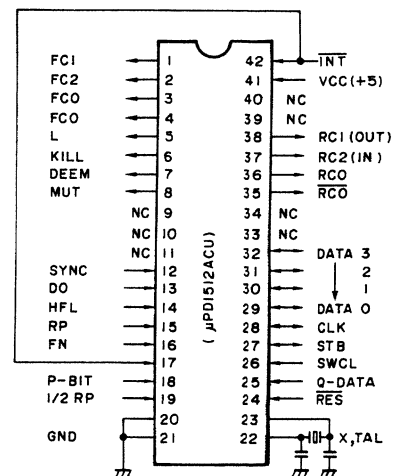 FC1 1 42 INT
FC2 2 41 VCC(+5)
FC0 3 40 NC
FC0 4 39 NC
L 5 38 RC1(OUT)
KILL 6 37 RC2(IN)
DEEM 7 36 RCO
MUT 8 35 RCO
NC 9 34 NC
NC 10 33 NC
NC 11 32 DATA 3
SYNC 12 31 2
DO 13 30 1
HFL 14 29 DATA 0
RP 15 28 CLK
FN 16 27 STB
17 26 SWCL
P-BIT 18 25 Q-DATA
1/2 RP 19 24 RES
20 23
GND 21 22 X,TAL
(μPD1512ACU)